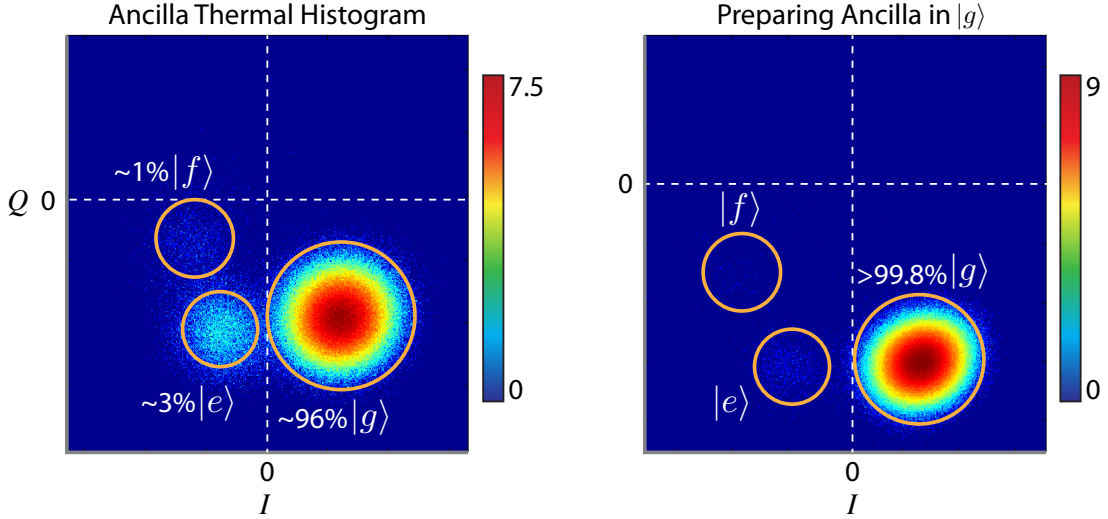 Ancilla Thermal Histogram
7.5
~1%|f⟩
Q 0
~3%|e⟩
~96%|g⟩
0
0
I
Preparing Ancilla in |g⟩
9
0
|f⟩
>99.8%|g⟩
|e⟩
0
0
I